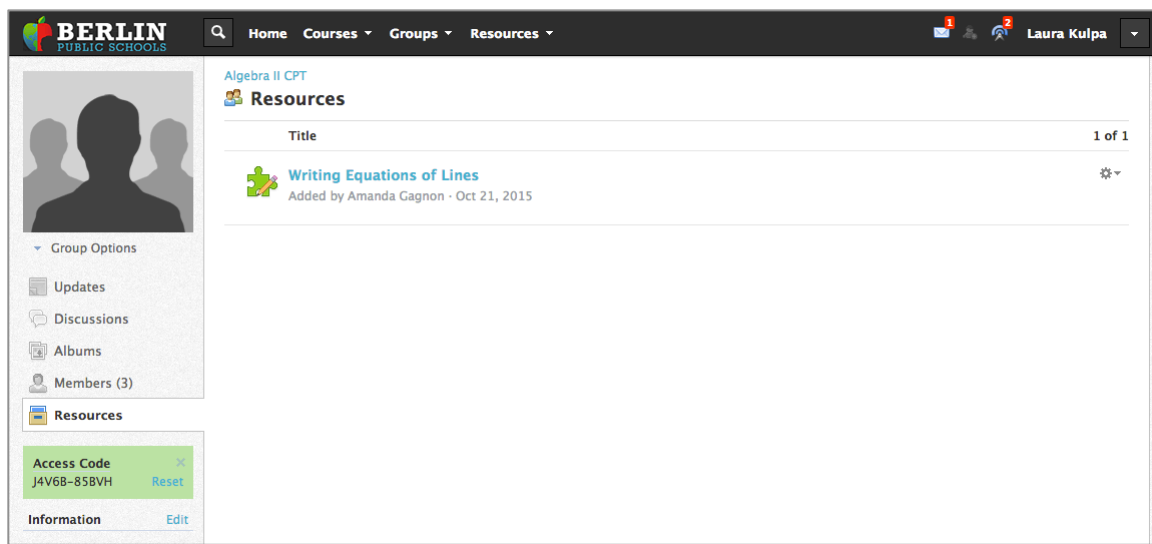 BERLIN
PUBLIC SCHOOLS
Home Courses Groups Resources
1
2
Laura Kulpa
Algebra II CPT
Resources
Title 1 of 1
Writing Equations of Lines
Added by Amanda Gagnon · Oct 21, 2015
Group Options
Updates
Discussions
Albums
Members (3)
Resources
Access Code
J4V6B-85BVH Reset
Information Edit